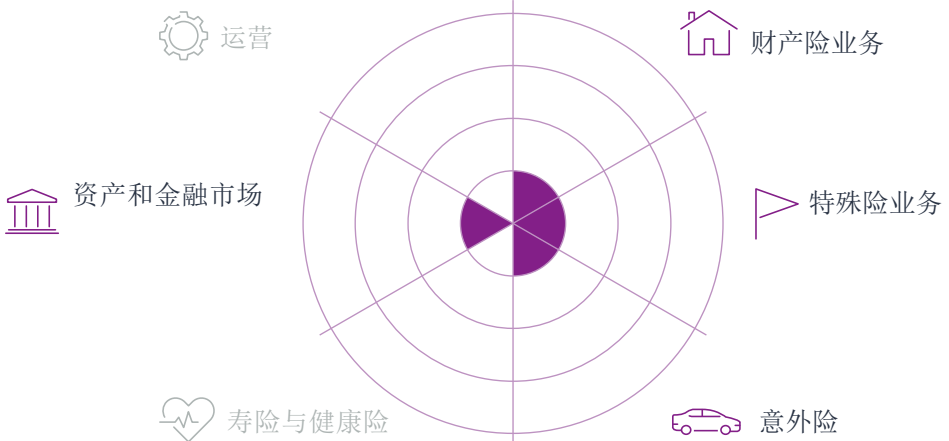 运营
财产险业务
资产和金融市场
特殊险业务
寿险与健康险
意外险